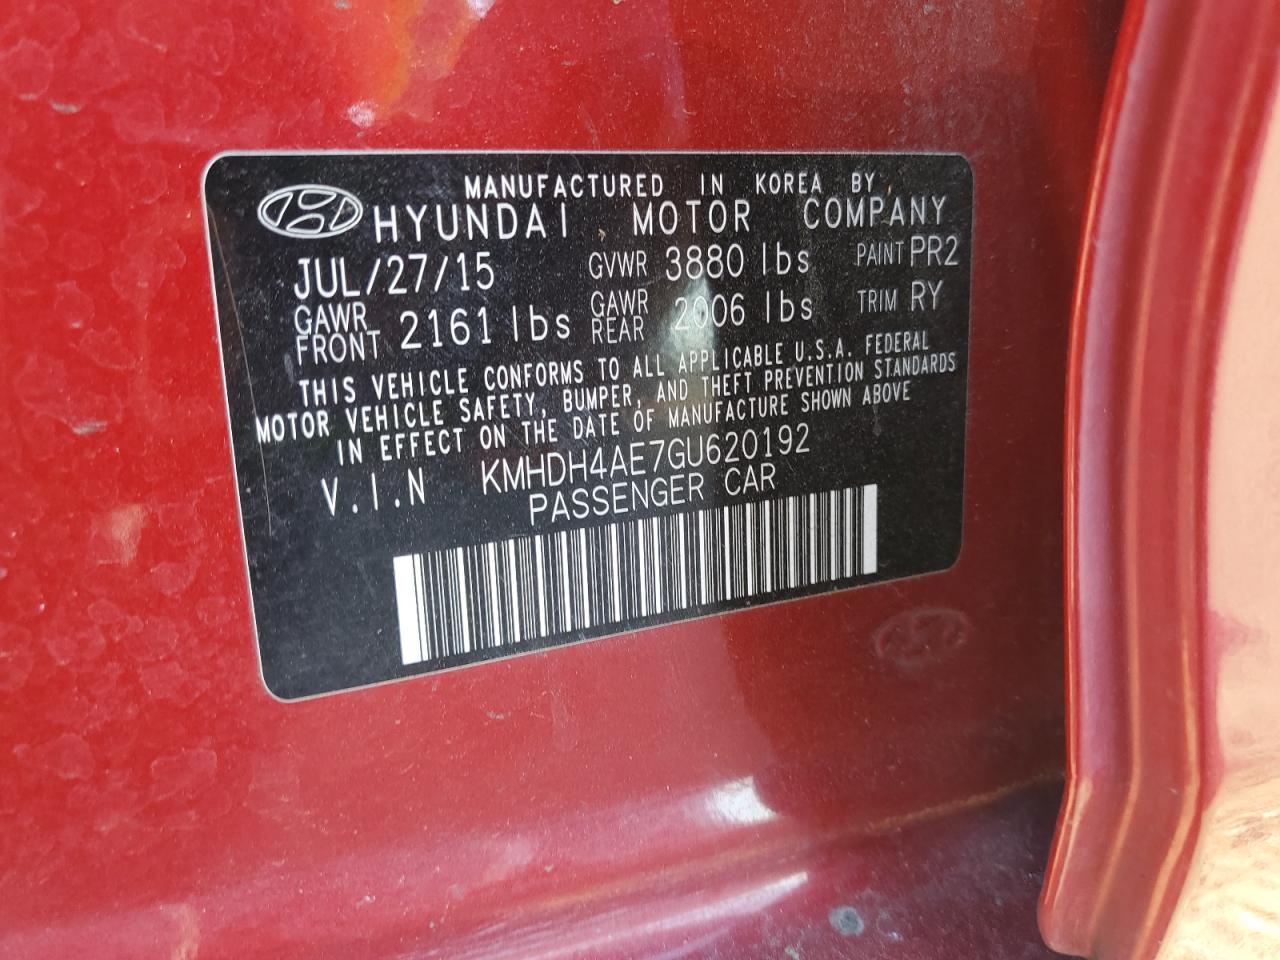 MANUFACTURED IN KOREA BY
HYUNDAI MOTOR COMPANY
JUL/27/15 GVWR 3880 lbs PAINT PR2
GAWR FRONT 2161 lbs GAWR REAR 2006 lbs TRIM RY
THIS VEHICLE CONFORMS TO ALL APPLICABLE U.S.A. FEDERAL
MOTOR VEHICLE SAFETY, BUMPER, AND THEFT PREVENTION STANDARDS
IN EFFECT ON THE DATE OF MANUFACTURE SHOWN ABOVE
V.I.N KMHDH4AE7GU620192
PASSENGER CAR